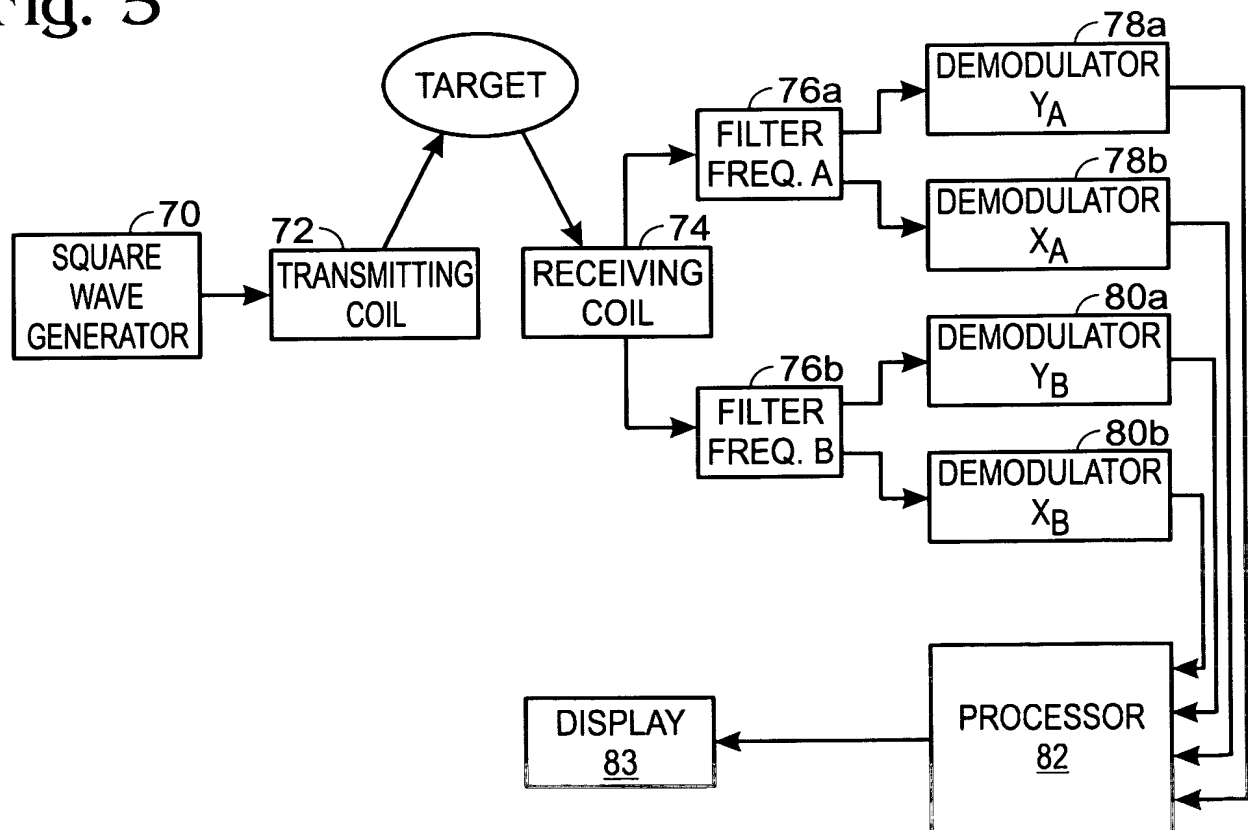 Fig. 5
TARGET
70
SQUARE
WAVE
GENERATOR
72
TRANSMITTING
COIL
74
RECEIVING
COIL
76a
FILTER
FREQ. A
76b
FILTER
FREQ. B
78a
DEMODULATOR
YA
78b
DEMODULATOR
XA
80a
DEMODULATOR
YB
80b
DEMODULATOR
XB
PROCESSOR
82
DISPLAY
83